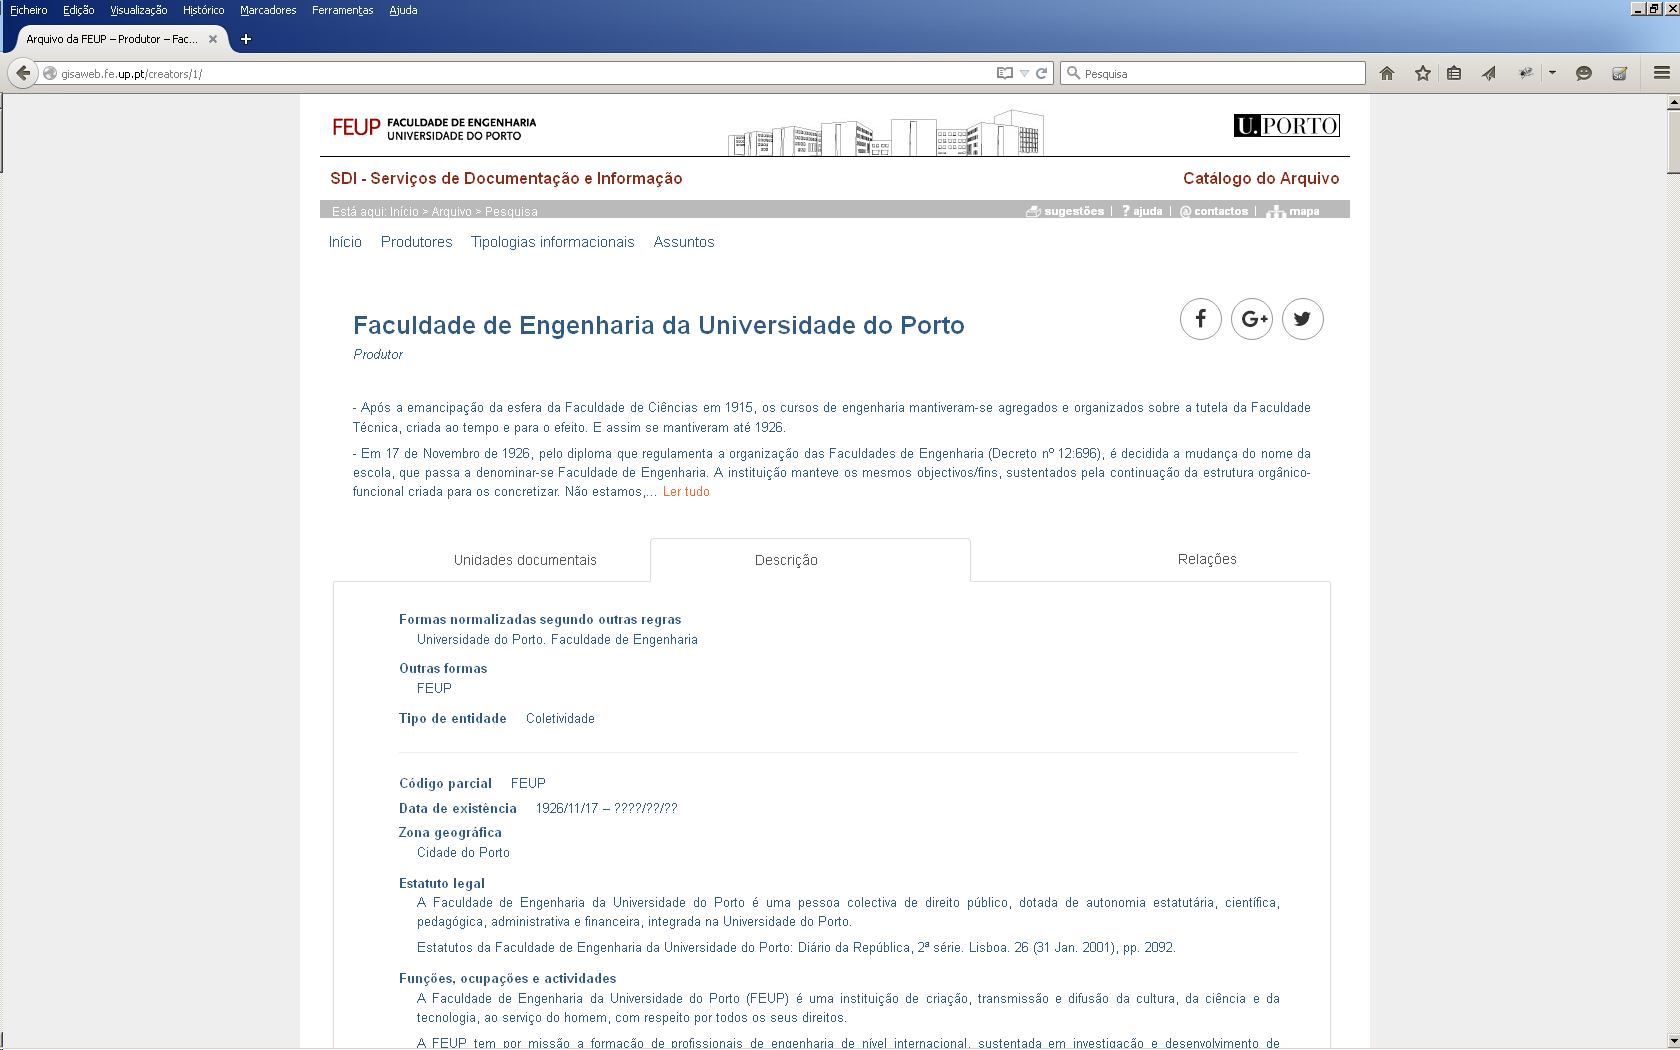 Ficheiro Edição Visualização Histórico Marcadores Ferramentas Ajuda
Arquivo da FEUP – Produtor – Fac...
gisaweb.fe.up.pt/creators/1/
Pesquisa
FEUP FACULDADE DE ENGENHARIA
UNIVERSIDADE DO PORTO
U.PORTO
SDI - Serviços de Documentação e Informação
Catálogo do Arquivo
Está aqui: Início > Arquivo > Pesquisa
sugestões | ? ajuda | @ contactos | mapa
Início Produtores Tipologias informacionais Assuntos
Faculdade de Engenharia da Universidade do Porto
Produtor
- Após a emancipação da esfera da Faculdade de Ciências em 1915, os cursos de engenharia mantiveram-se agregados e organizados sobre a tutela da Faculdade
Técnica, criada ao tempo e para o efeito. E assim se mantiveram até 1926.
- Em 17 de Novembro de 1926, pelo diploma que regulamenta a organização das Faculdades de Engenharia (Decreto nº 12:696), é decidida a mudança do nome da
escola, que passa a denominar-se Faculdade de Engenharia. A instituição manteve os mesmos objectivos/fins, sustentados pela continuação da estrutura orgânico-
funcional criada para os concretizar. Não estamos,... Ler tudo
Unidades documentais
Descrição
Relações
Formas normalizadas segundo outras regras
Universidade do Porto. Faculdade de Engenharia
Outras formas
FEUP
Tipo de entidade Coletividade
Código parcial FEUP
Data de existência 1926/11/17 – ????/??/??
Zona geográfica
Cidade do Porto
Estatuto legal
A Faculdade de Engenharia da Universidade do Porto é uma pessoa colectiva de direito público, dotada de autonomia estatutária, científica,
pedagógica, administrativa e financeira, integrada na Universidade do Porto.
Estatutos da Faculdade de Engenharia da Universidade do Porto: Diário da República, 2ª série. Lisboa. 26 (31 Jan. 2001), pp. 2092.
Funções, ocupações e actividades
A Faculdade de Engenharia da Universidade do Porto (FEUP) é uma instituição de criação, transmissão e difusão da cultura, da ciência e da
tecnologia, ao serviço do homem, com respeito por todos os seus direitos.
A FEUP tem por missão a formação de profissionais de engenharia de nível internacional, sustentada em investigação e desenvolvimento de